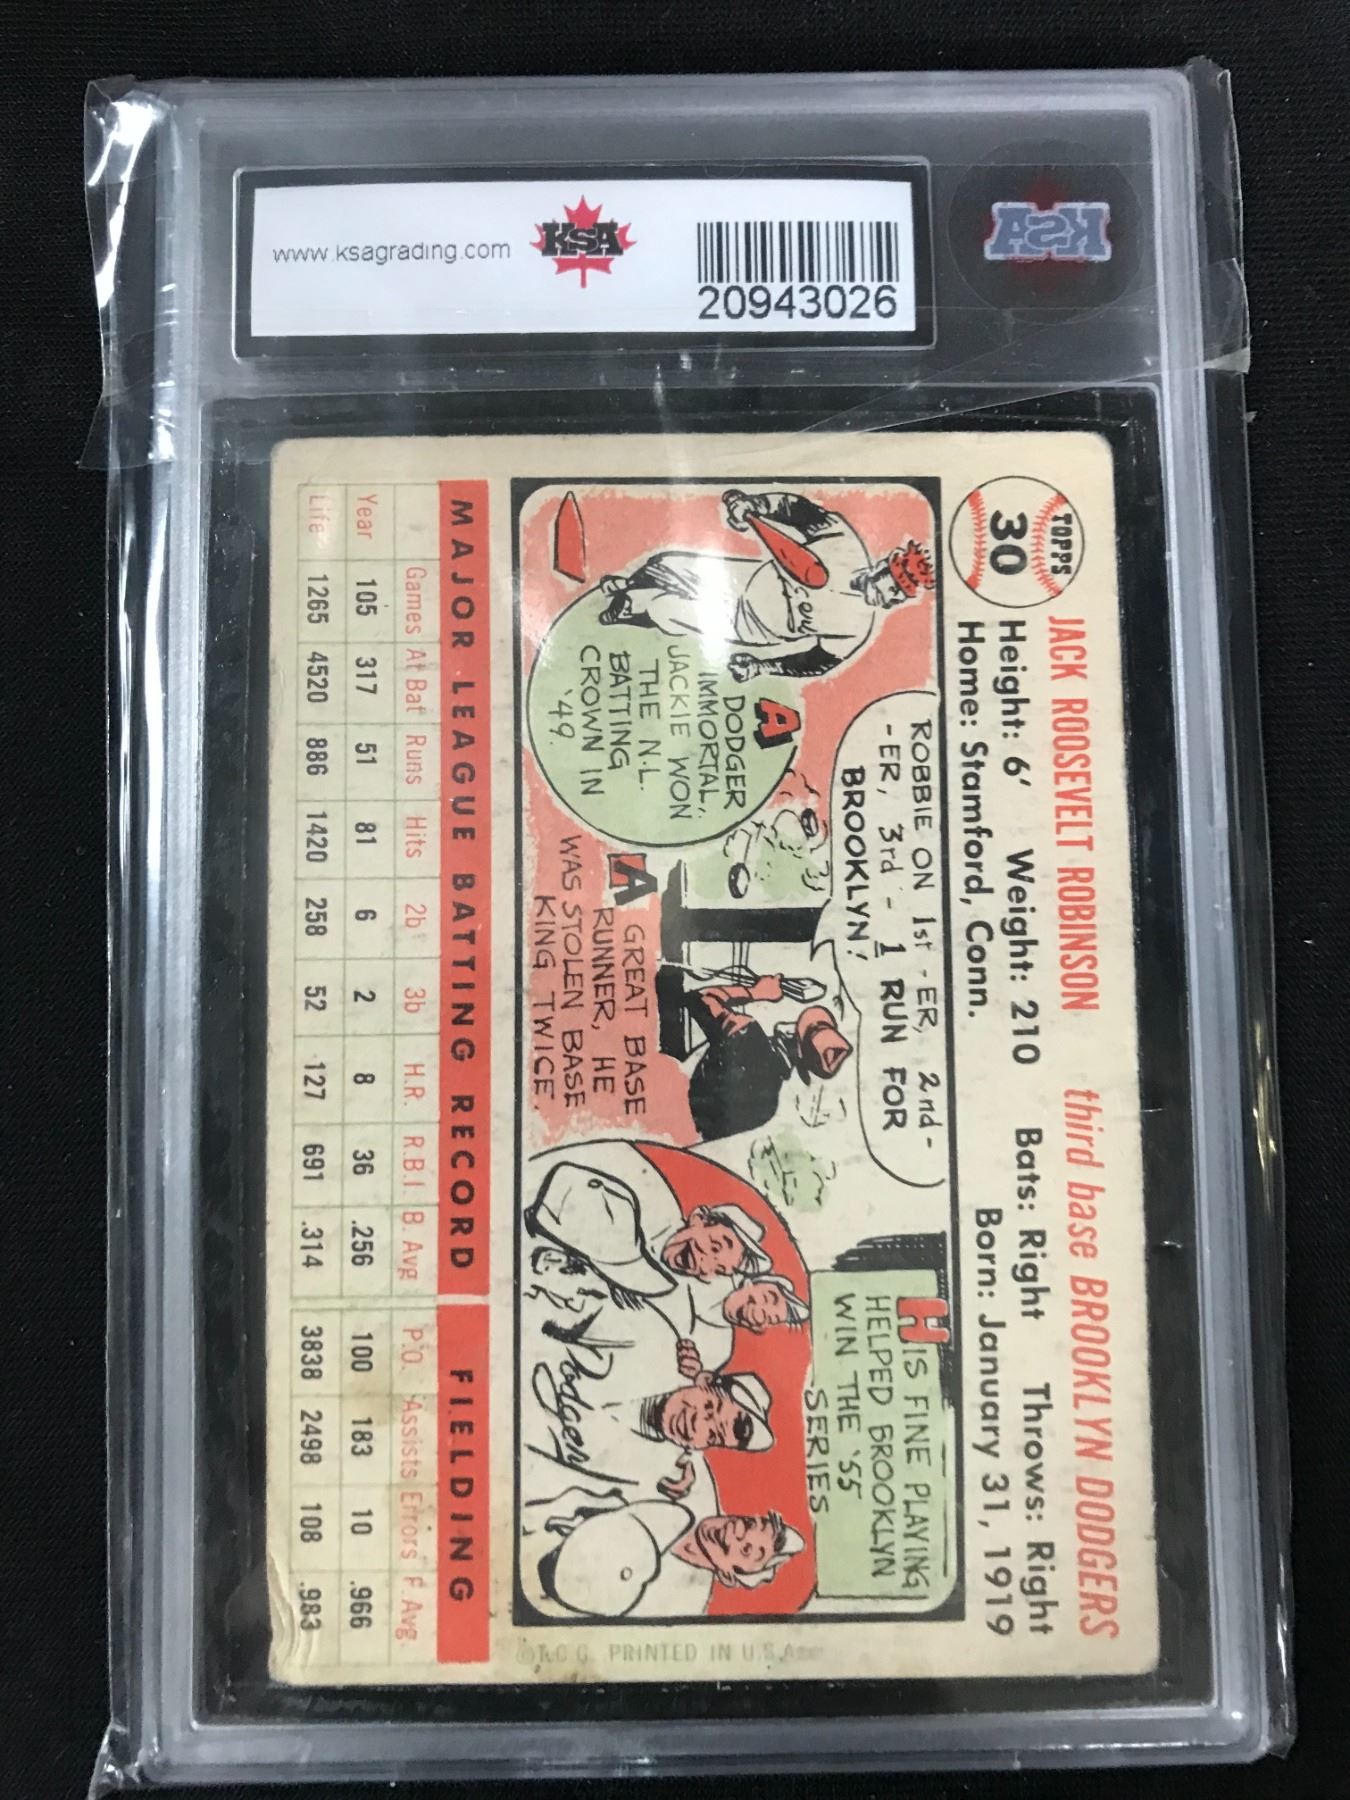 www.ksagrading.com
KSA
20943026
KSA
TOPPS
30
JACK ROOSEVELT ROBINSON third base BROOKLYN DODGERS
Height: 6' Weight: 210 Bats: Right Throws: Right
Home: Stamford, Conn. Born: January 31, 1919
A DODGER
IMMORTAL,
JACKIE WON
THE N.L.
BATTING
CROWN IN
'49.
ROBBIE ON 1st-ER, 2nd-
-ER, 3rd - 1 RUN FOR
BROOKLYN!
A GREAT BASE
RUNNER, HE
WAS STOLEN BASE
KING TWICE.
HIS FINE PLAYING
HELPED BROOKLYN
WIN THE '55
SERIES
Dodgers
©T.C.G. PRINTED IN U.S.A.
MAJOR LEAGUE BATTING RECORD FIELDING
Games At Bat Runs Hits 2b 3b H.R. R.B.I. B. Avg P.O. Assists Errors F. Avg.
Year 105 317 51 81 6 2 8 36 .256 100 183 10 .966
Life 1265 4520 886 1420 258 52 127 691 .314 3838 2498 108 .983